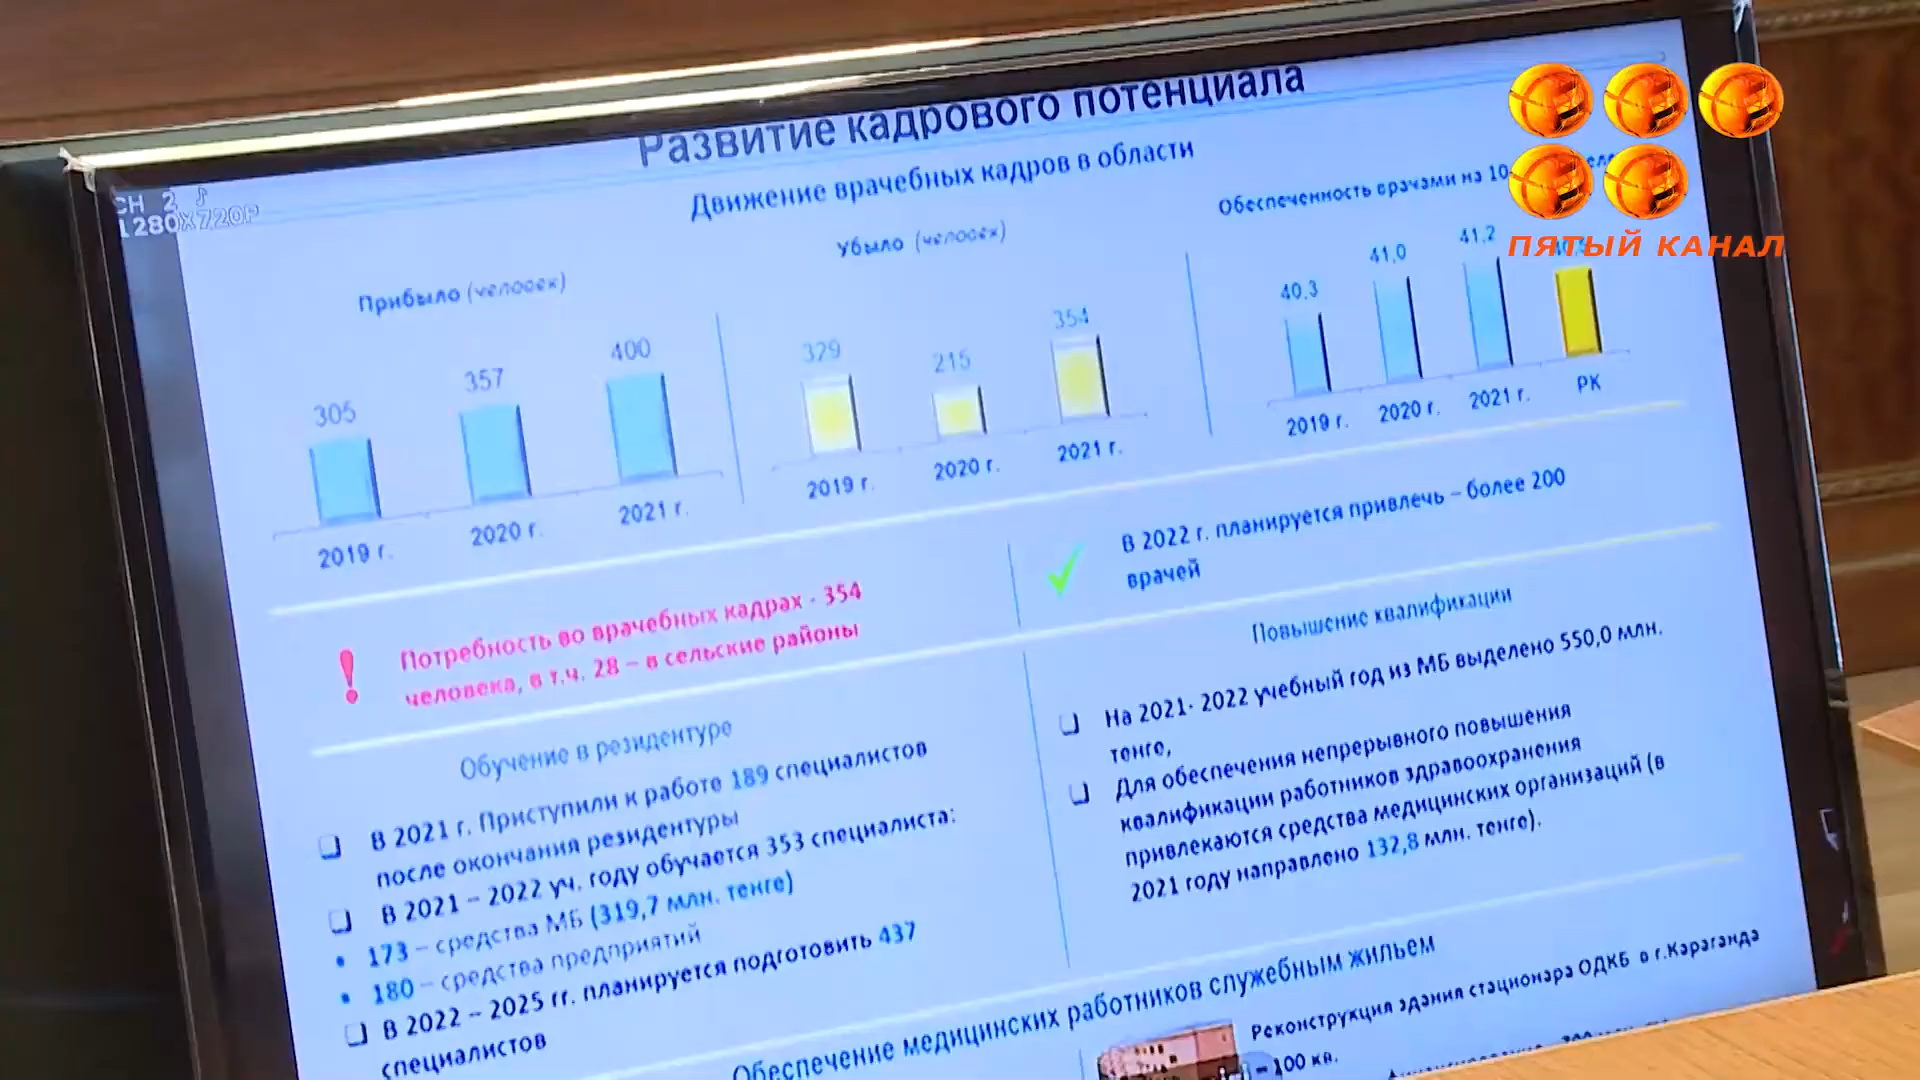 CH 2
1280X720P
Развитие кадрового потенциала
Движение врачебных кадров в области
Прибыло (человек)
305
357
400
2019 г.
2020 г.
2021 г.
Убыло (человек)
329
215
354
2019 г.
2020 г.
2021 г.
Обеспеченность врачами на 10
40,3
41,0
41,2
2019 г.
2020 г.
2021 г.
РК
ПЯТЫЙ КАНАЛ
! Потребность во врачебных кадрах - 354
человека, в т.ч. 28 – в сельские районы
В 2022 г. планируется привлечь – более 200
врачей
Обучение в резидентуре
В 2021 г. Приступили к работе 189 специалистов
после окончания резидентуры
В 2021 – 2022 уч. году обучается 353 специалиста:
• 173 – средства МБ (319,7 млн. тенге)
• 180 – средства предприятий
В 2022 – 2025 гг. планируется подготовить 437
специалистов
Повышение квалификации
На 2021- 2022 учебный год из МБ выделено 550,0 млн.
тенге,
Для обеспечения непрерывного повышения
квалификации работников здравоохранения
привлекаются средства медицинских организаций (в
2021 году направлено 132,8 млн. тенге).
Обеспечение медицинских работников служебным жильем
Реконструкция здания стационара ОДКБ в г.Караганда
– 100 кв.